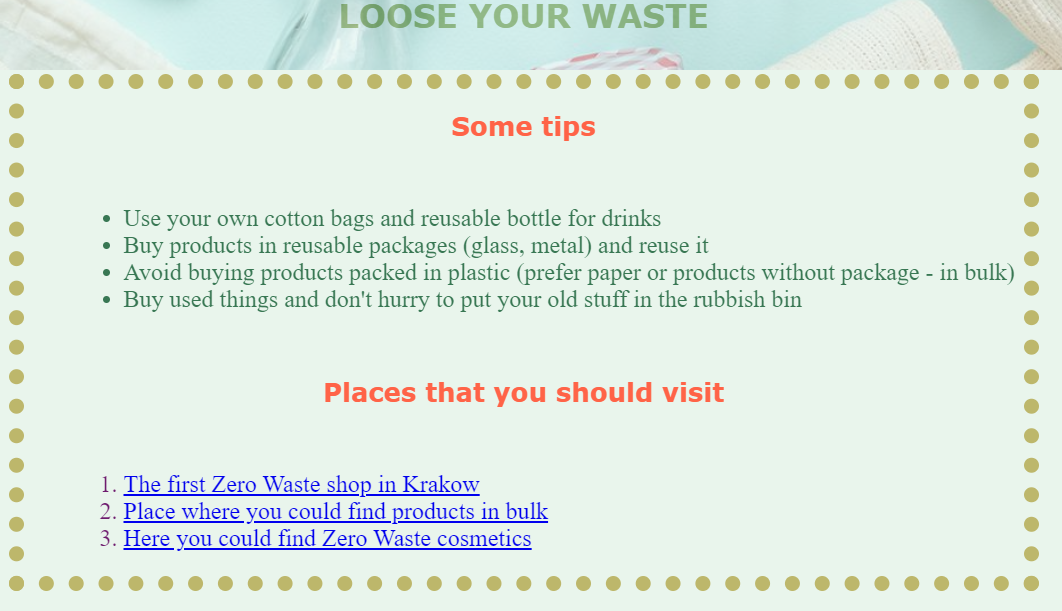 LOOSE YOUR WASTE
Some tips
• Use your own cotton bags and reusable bottle for drinks
• Buy products in reusable packages (glass, metal) and reuse it
• Avoid buying products packed in plastic (prefer paper or products without package - in bulk)
• Buy used things and don't hurry to put your old stuff in the rubbish bin
Places that you should visit
1. The first Zero Waste shop in Krakow
2. Place where you could find products in bulk
3. Here you could find Zero Waste cosmetics